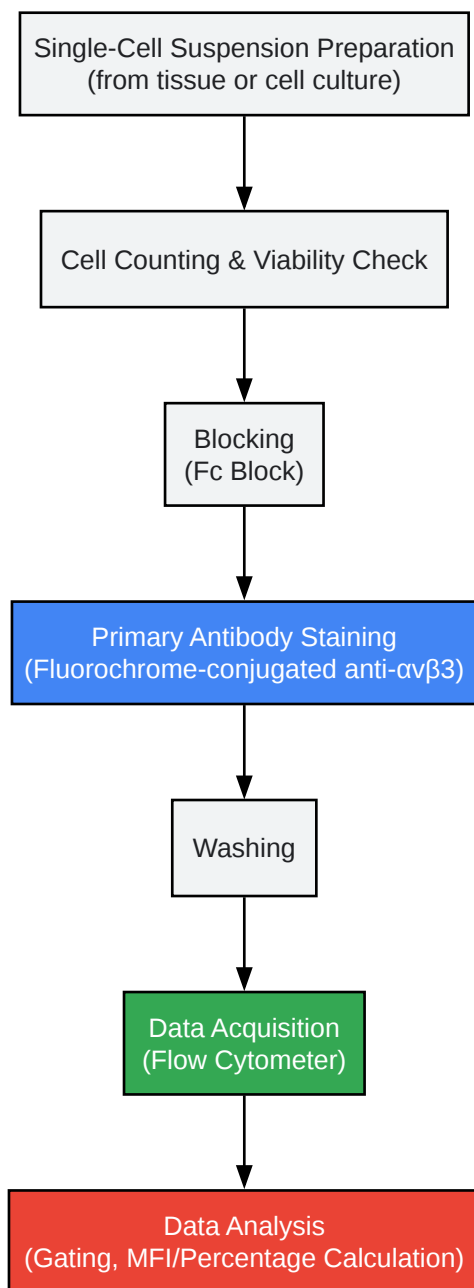 Single-Cell Suspension Preparation
(from tissue or cell culture)
Cell Counting & Viability Check
Blocking
(Fc Block)
Primary Antibody Staining
(Fluorochrome-conjugated anti-αvβ3)
Washing
Data Acquisition
(Flow Cytometer)
Data Analysis
(Gating, MFI/Percentage Calculation)